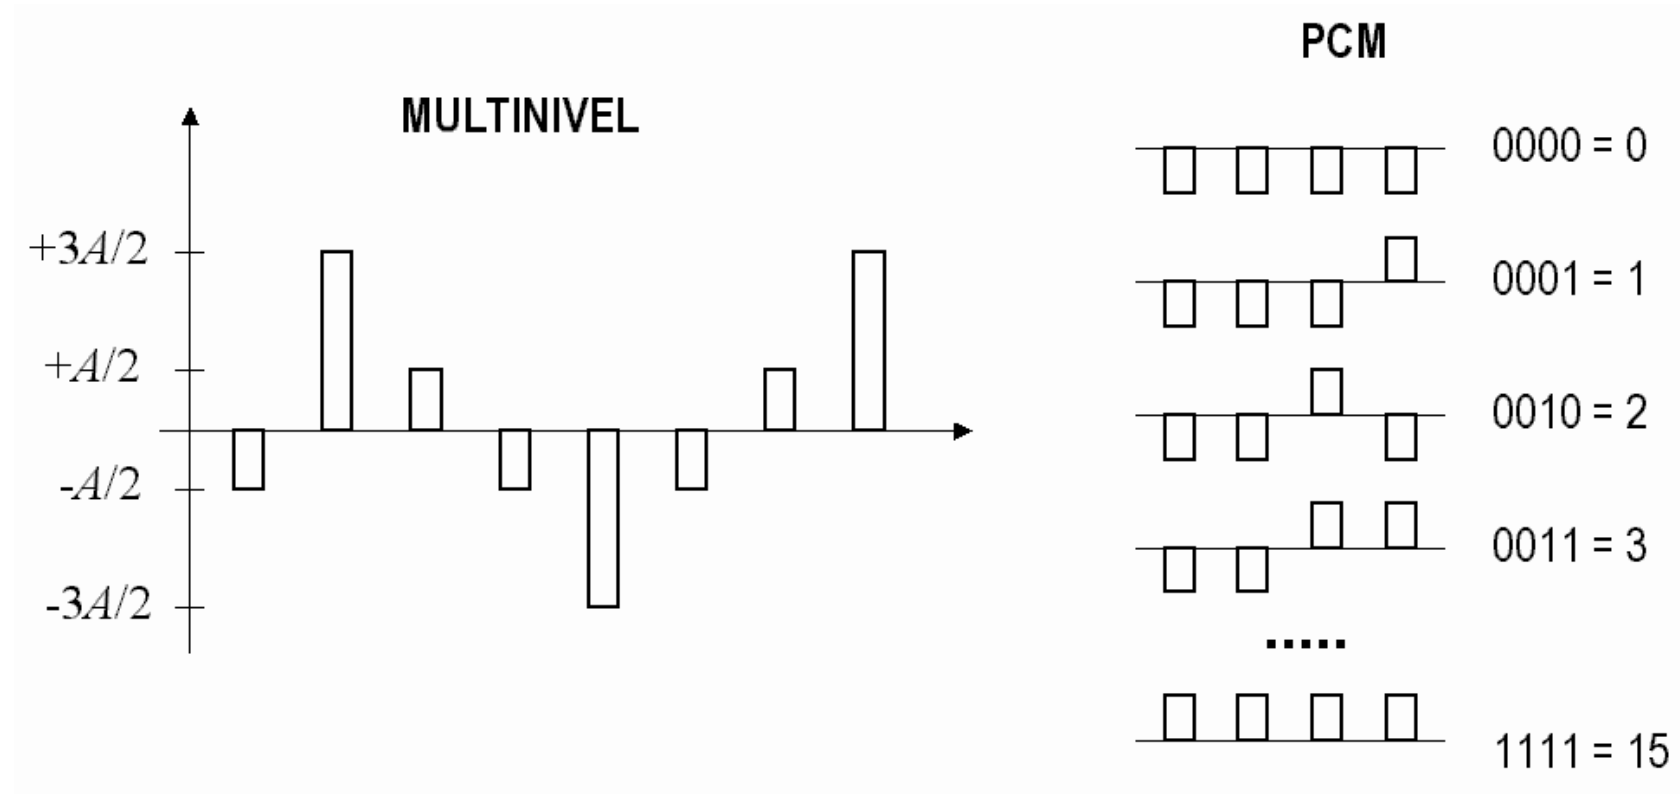 MULTINIVEL
+3A/2
+A/2
-A/2
-3A/2
PCM
0000 = 0
0001 = 1
0010 = 2
0011 = 3
.....
1111 = 15